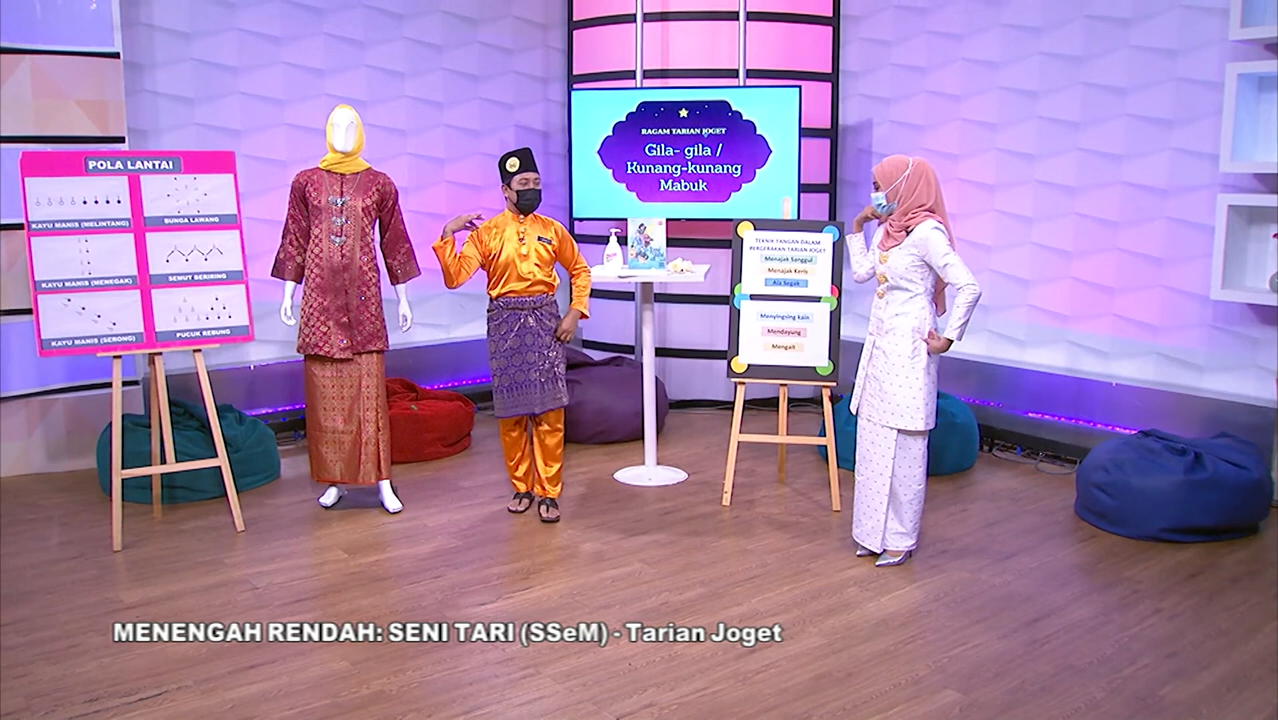 POLA LANTAI
KAYU MANIS (MELINTANG)
BUNGA LAWANG
KAYU MANIS (MENEGAK)
SEMUT BERIRING
KAYU MANIS (SERONG)
PUCUK REBUNG
RAGAM TARIAN JOGET
Gila- gila /
Kunang-kunang
Mabuk
TEKNIK TANGAN DALAM
PERGERAKAN TARIAN JOGET
Menajak Sanggul
Menajak Keris
Ala Segak
Menyingsing kain
Mendayung
Mengait
MENENGAH RENDAH: SENI TARI (SSeM) - Tarian Joget